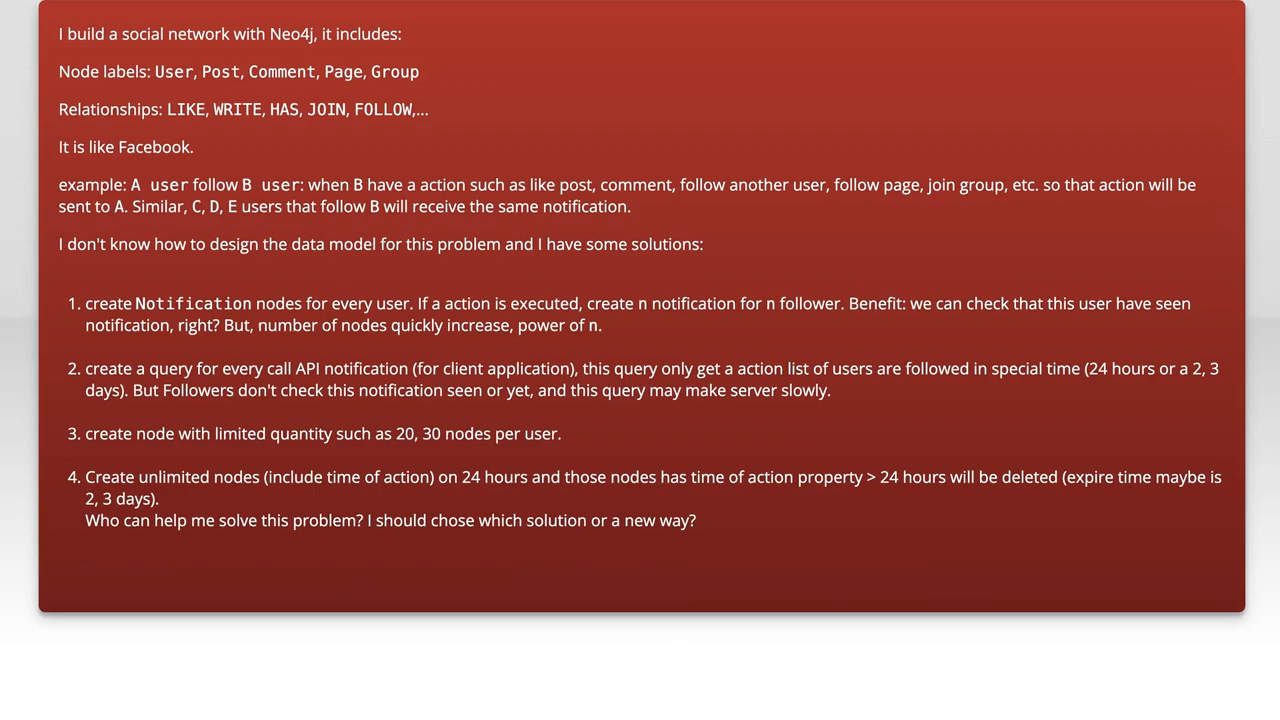 I build a social network with Neo4j, it includes:
Node labels: User, Post, Comment, Page, Group
Relationships: LIKE, WRITE, HAS, JOIN, FOLLOW,...
It is like Facebook.
example: A user follow B user: when B have a action such as like post, comment, follow another user, follow page, join group, etc. so that action will be
sent to A. Similar, C, D, E users that follow B will receive the same notification.
I don't know how to design the data model for this problem and I have some solutions:
1. create Notification nodes for every user. If a action is executed, create n notification for n follower. Benefit: we can check that this user have seen
notification, right? But, number of nodes quickly increase, power of n.
2. create a query for every call API notification (for client application), this query only get a action list of users are followed in special time (24 hours or a 2, 3
days). But Followers don't check this notification seen or yet, and this query may make server slowly.
3. create node with limited quantity such as 20, 30 nodes per user.
4. Create unlimited nodes (include time of action) on 24 hours and those nodes has time of action property > 24 hours will be deleted (expire time maybe is
2, 3 days).
Who can help me solve this problem? I should chose which solution or a new way?